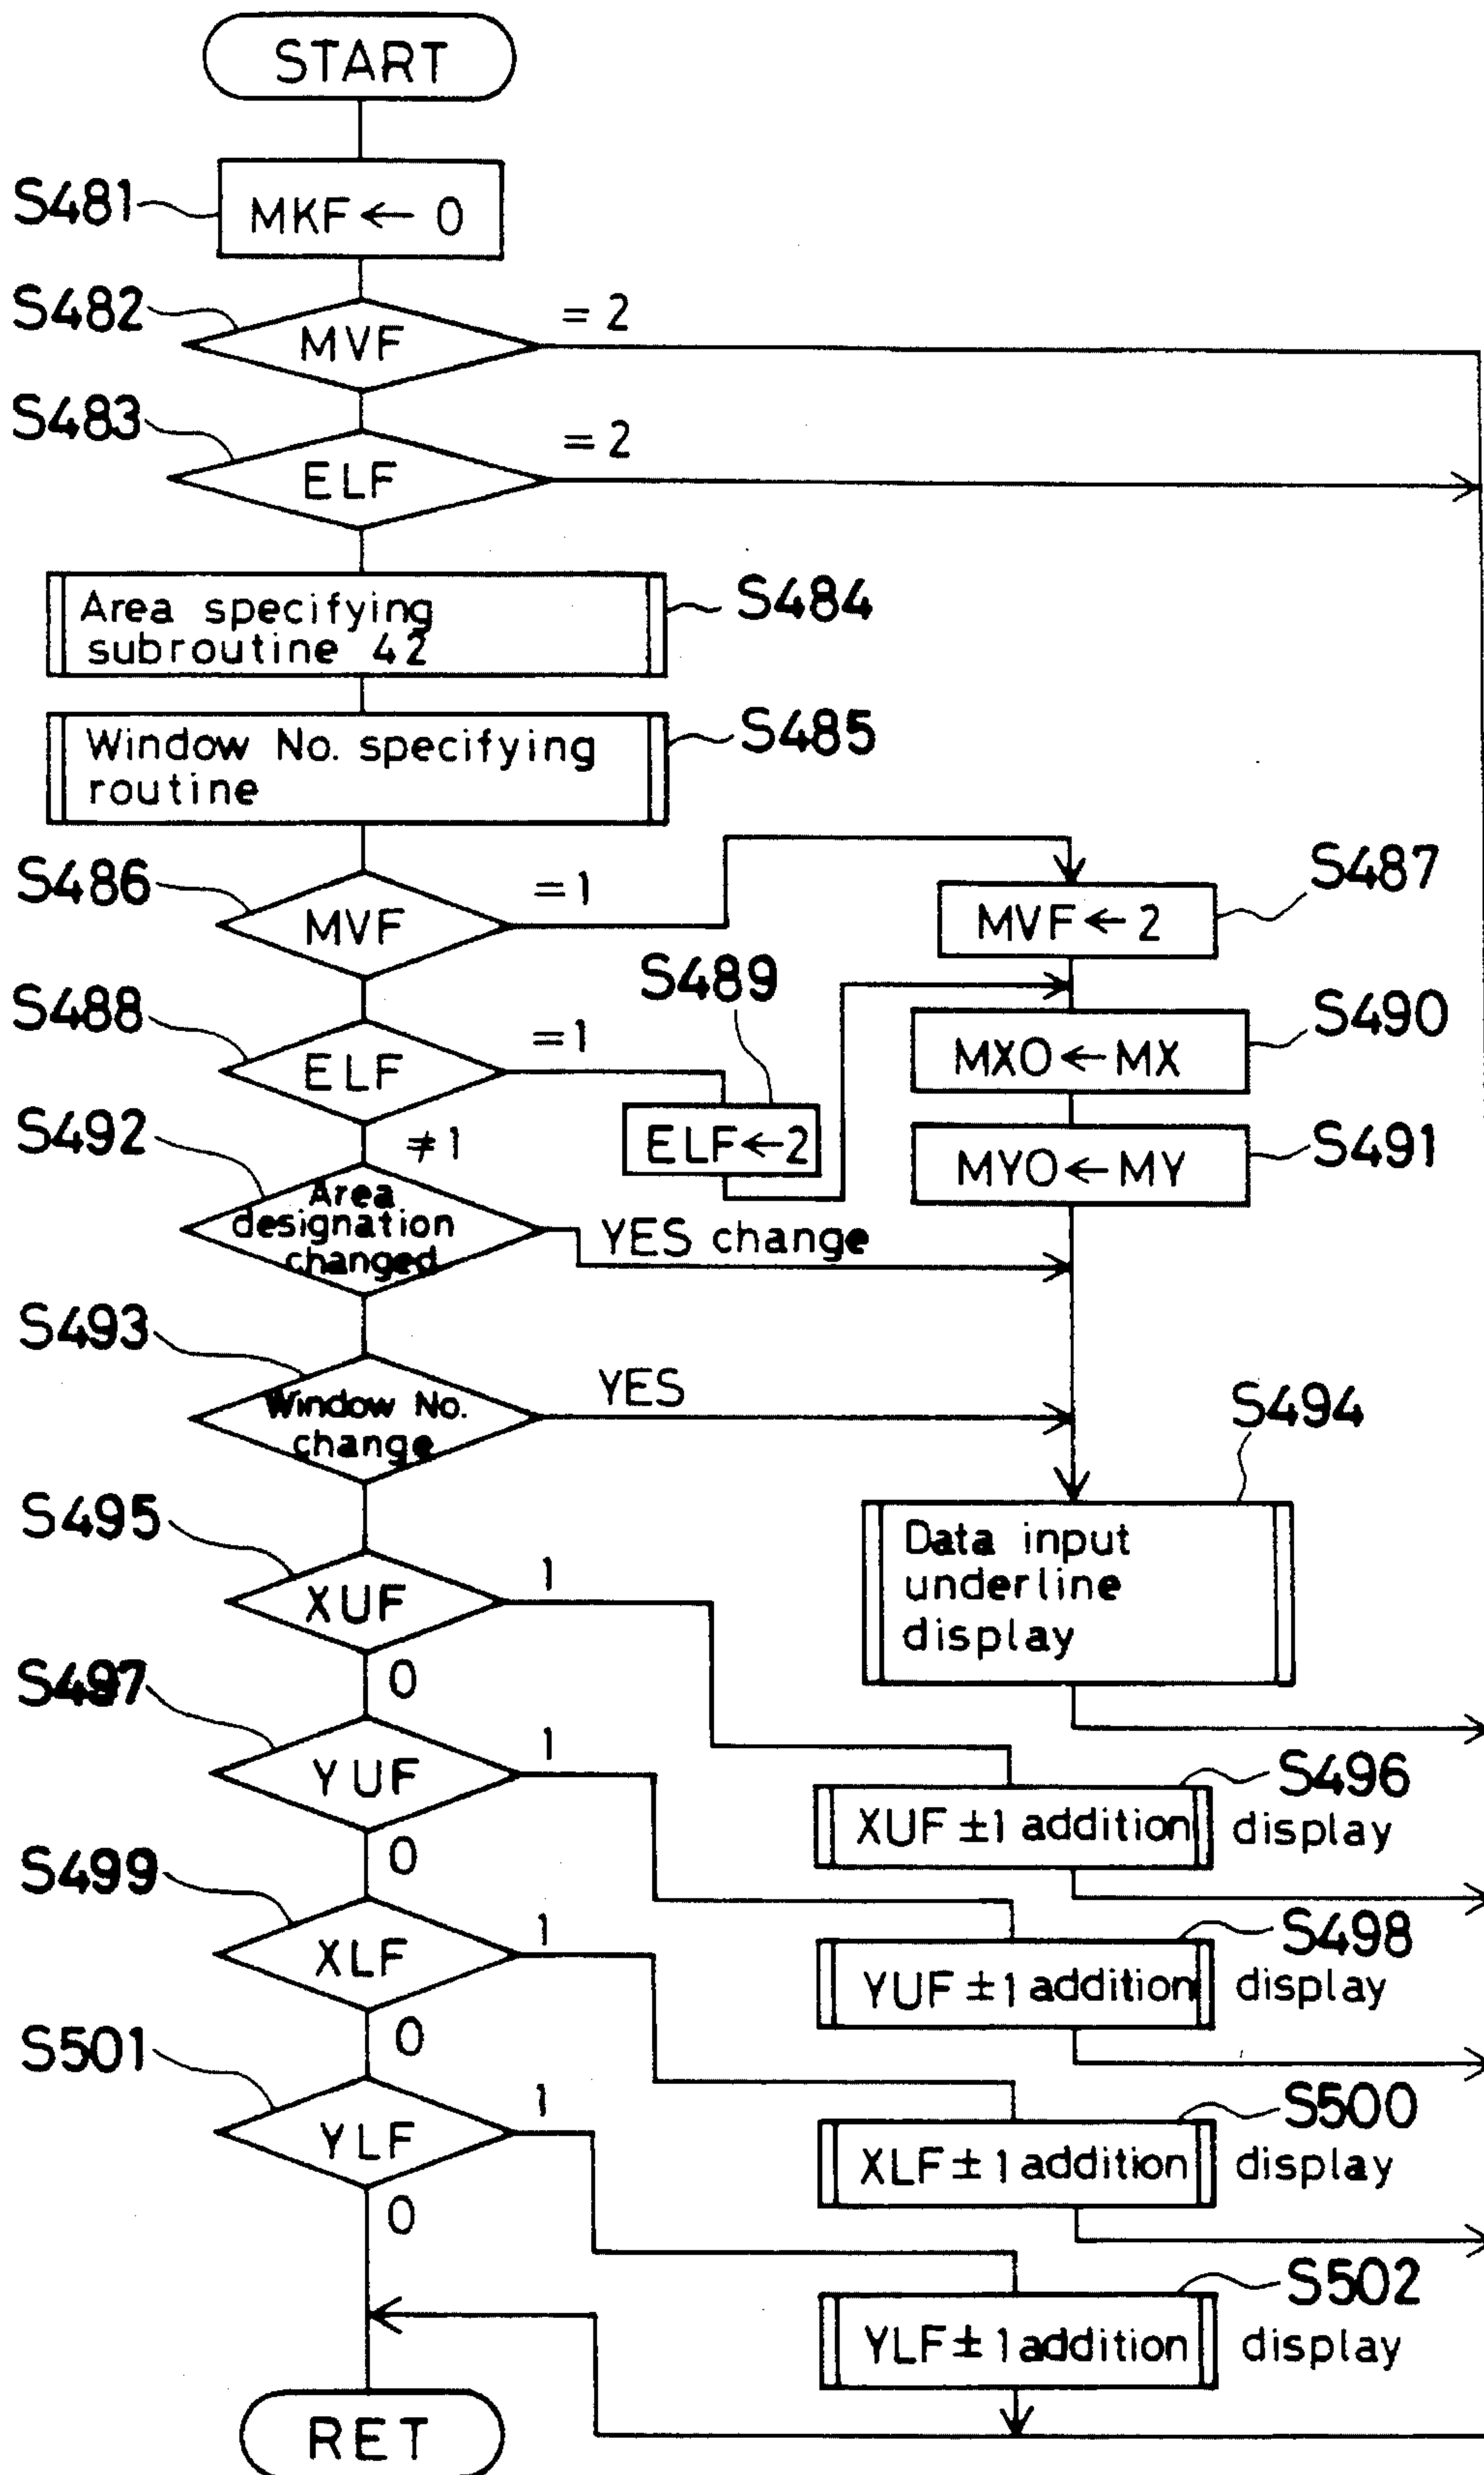 START
S481
MKF ← 0
S482
MVF
= 2
S483
ELF
= 2
Area specifying
subroutine 42
S484
Window No. specifying
routine
S485
S486
MVF
= 1
MVF ← 2
S487
S489
S488
ELF
= 1
ELF ← 2
MXO ← MX
S490
MYO ← MY
S491
S492
≠ 1
Area
designation
changed
YES change
S493
Window No.
change
YES
S494
Data input
underline
display
S495
XUF
1
0
S496
XUF ±1 addition display
S497
YUF
1
0
S498
YUF ±1 addition display
S499
XLF
1
0
S500
XLF ± 1 addition display
S501
YLF
1
0
S502
YLF ± 1 addition display
RET